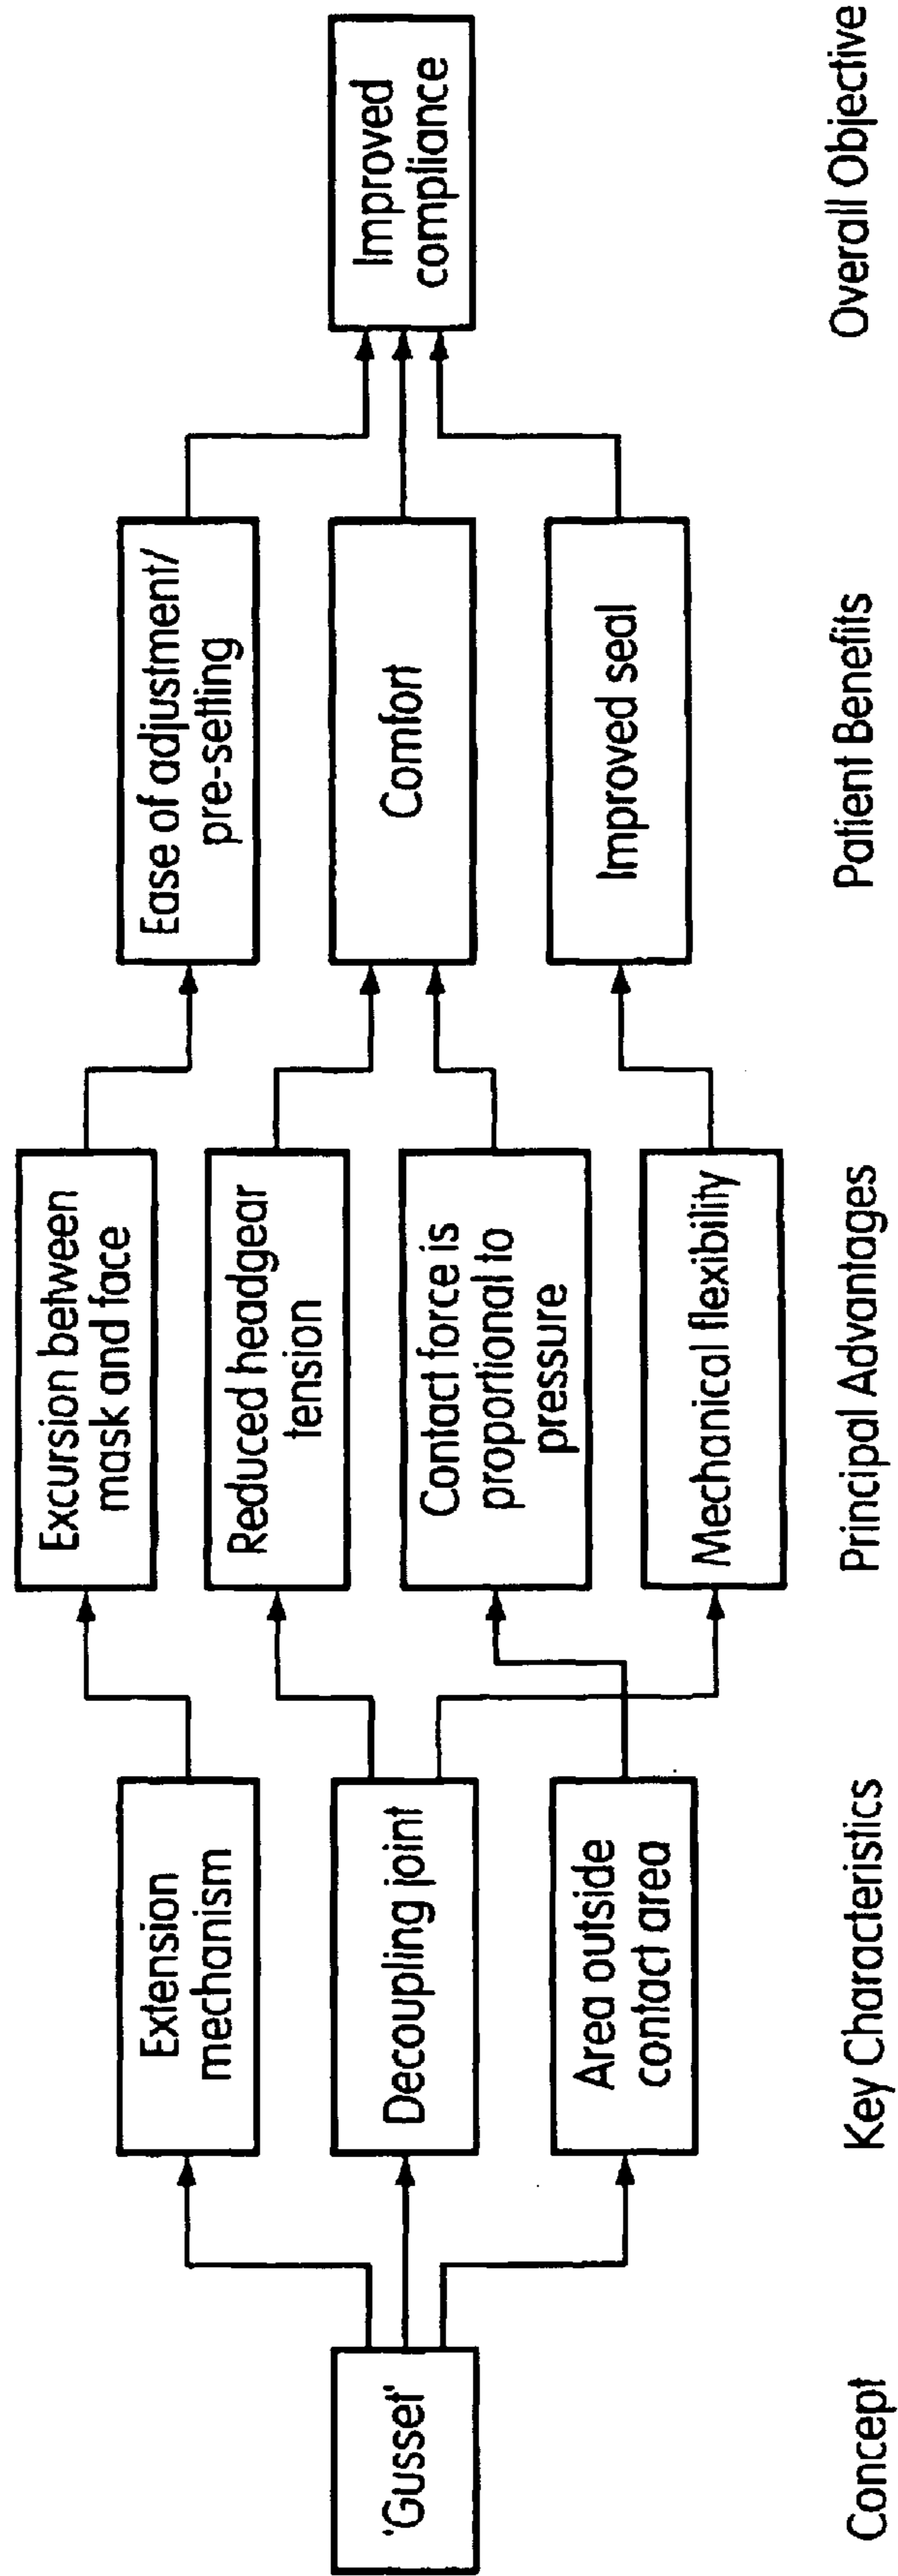 'Gusset'
Extension
mechanism
Decoupling joint
Area outside
contact area
Excursion between
mask and face
Reduced headgear
tension
Contact force is
proportional to
pressure
Mechanical flexibility
Ease of adjustment/
pre-setting
Comfort
Improved seal
Improved
compliance
Concept
Key Characteristics
Principal Advantages
Patient Benefits
Overall Objective